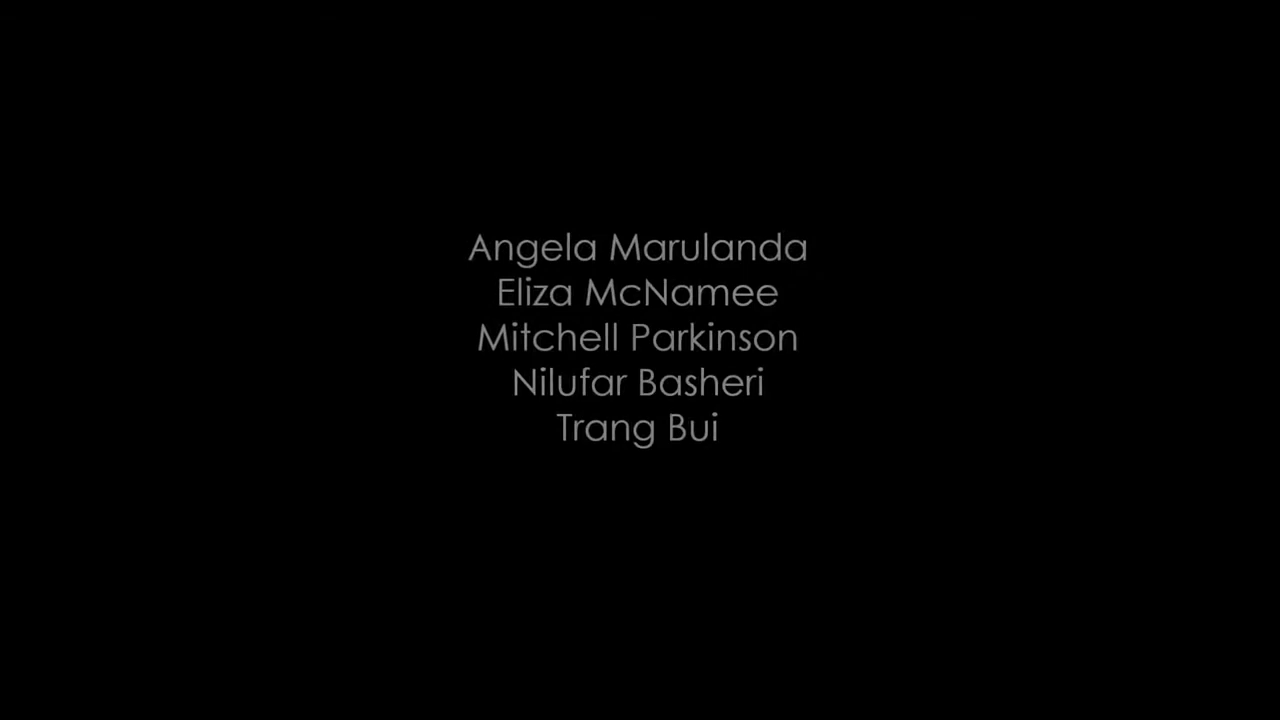 Angela Marulanda
Eliza McNamee
Mitchell Parkinson
Nilufar Basheri
Trang Bui